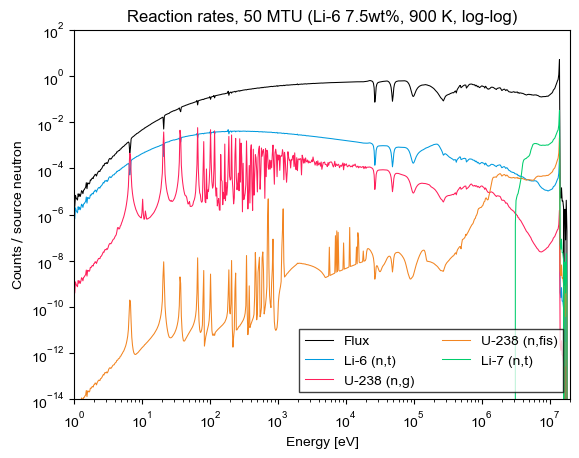 Reaction rates, 50 MTU (Li-6 7.5wt%, 900 K, log-log)
Counts / source neutron
10^2
10^0
10^-2
10^-4
10^-6
10^-8
10^-10
10^-12
10^-14
Flux
Li-6 (n,t)
U-238 (n,g)
U-238 (n,fis)
Li-7 (n,t)
10^0 10^1 10^2 10^3 10^4 10^5 10^6 10^7
Energy [eV]